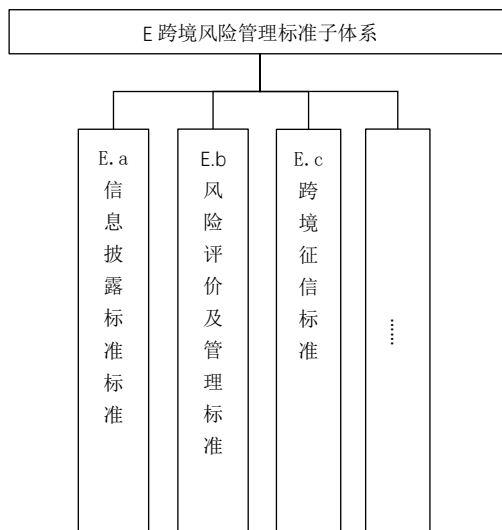 E 跨境风险管理标准子体系
E.a
信息披露标准标准
E.b
风险评价及管理标准
E.c
跨境征信标准
……